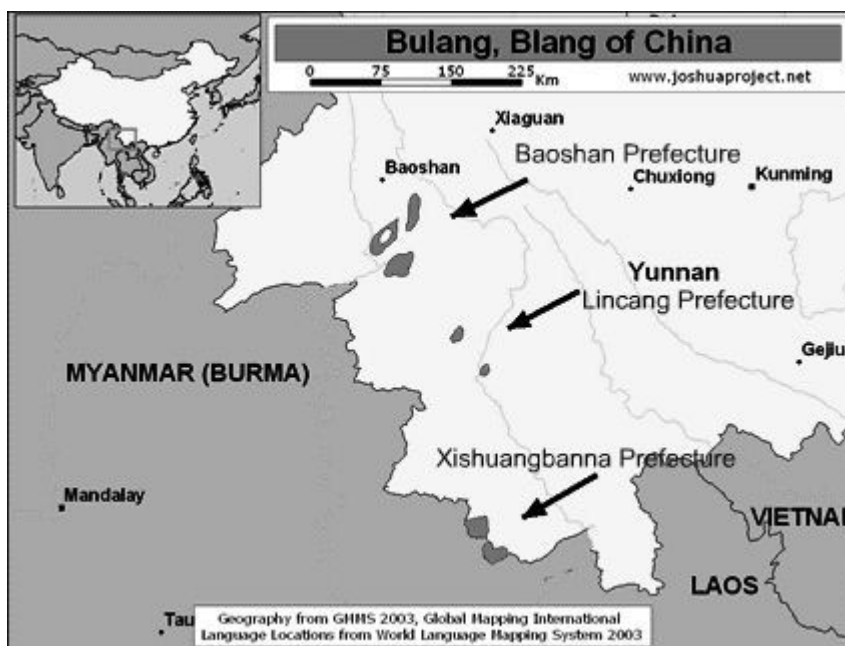 Bulang, Blang of China
0 75 150 225 Km
www.joshuaproject.net
Xiaguan
Baoshan Prefecture
Baoshan
Chuxiong
Kunming
Yunnan
Lincang Prefecture
Gejiu
MYANMAR (BURMA)
Xishuangbanna Prefecture
Mandalay
VIETNA
LAOS
Tau
Geography from GMMS 2003, Global Mapping International
Language Locations from World Language Mapping System 2003